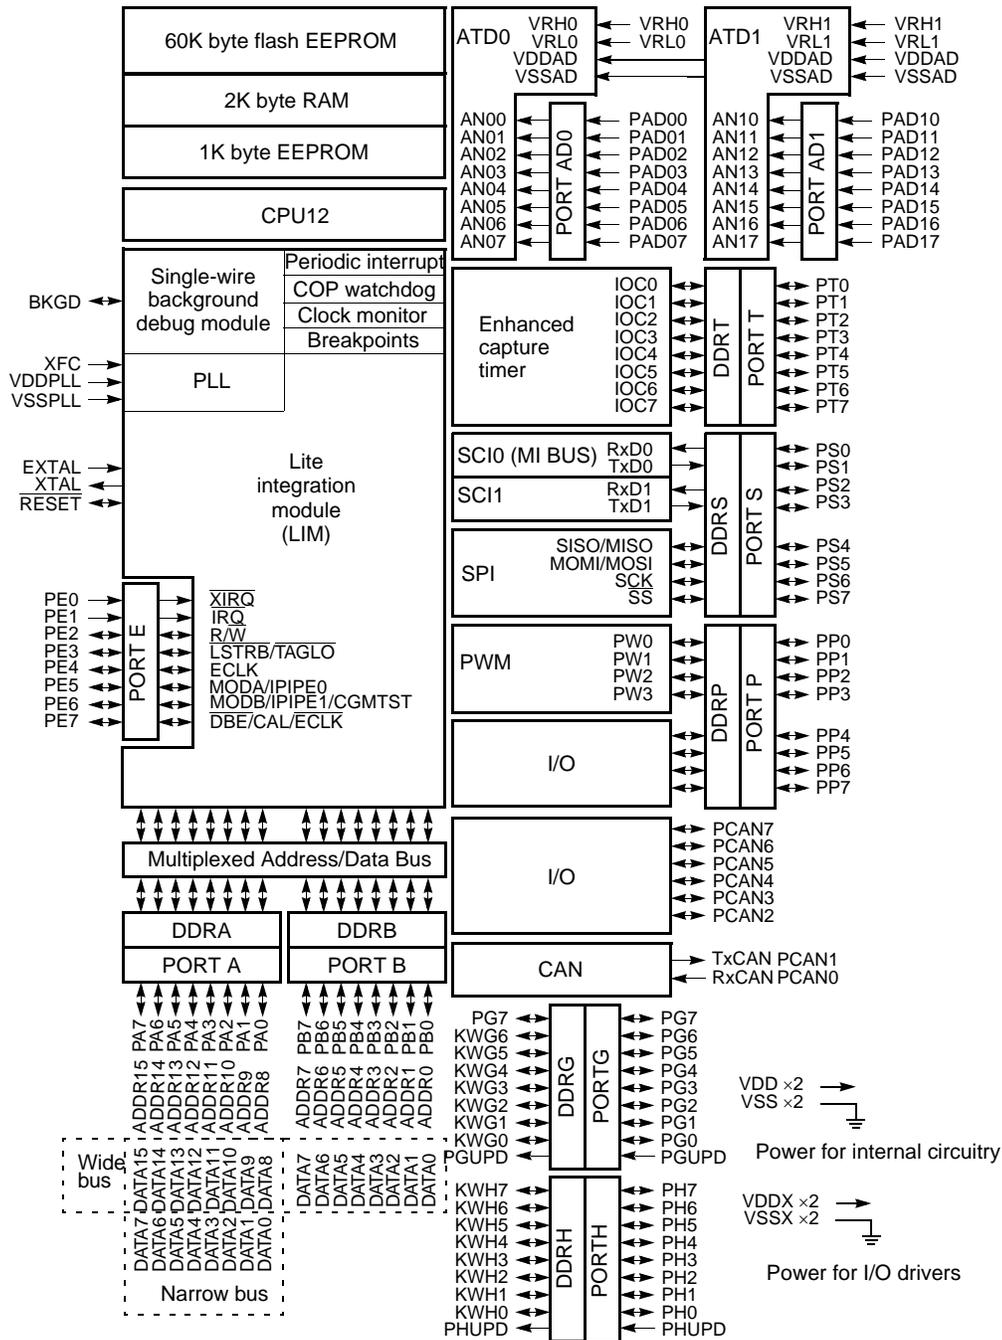 60K byte flash EEPROM
2K byte RAM
1K byte EEPROM
CPU12
Single-wire
background
debug module
Periodic interrupt
COP watchdog
Clock monitor
Breakpoints
BKGD
XFC
VDDPLL
VSSPLL
PLL
EXTAL
XTAL
RESET
Lite
integration
module
(LIM)
PE0
PE1
PE2
PE3
PE4
PE5
PE6
PE7
PORT E
XIRQ
IRQ
R/W
LSTRB/TAGLO
ECLK
MODA/IPIPE0
MODB/IPIPE1/CGMTST
DBE/CAL/ECLK
Multiplexed Address/Data Bus
DDRA
PORT A
DDRB
PORT B
PA7
PA6
PA5
PA4
PA3
PA2
PA1
PA0
PB7
PB6
PB5
PB4
PB3
PB2
PB1
PB0
ADDR15
ADDR14
ADDR13
ADDR12
ADDR11
ADDR10
ADDR9
ADDR8
ADDR7
ADDR6
ADDR5
ADDR4
ADDR3
ADDR2
ADDR1
ADDR0
Wide
bus
DATA15
DATA14
DATA13
DATA12
DATA11
DATA10
DATA9
DATA8
DATA7
DATA6
DATA5
DATA4
DATA3
DATA2
DATA1
DATA0
DATA7
DATA6
DATA5
DATA4
DATA3
DATA2
DATA1
DATA0
Narrow bus
ATD0
VRH0
VRL0
VDDAD
VSSAD
VRH0
VRL0
AN00
AN01
AN02
AN03
AN04
AN05
AN06
AN07
PORT AD0
PAD00
PAD01
PAD02
PAD03
PAD04
PAD05
PAD06
PAD07
ATD1
VRH1
VRL1
VDDAD
VSSAD
VRH1
VRL1
VDDAD
VSSAD
AN10
AN11
AN12
AN13
AN14
AN15
AN16
AN17
PORT AD1
PAD10
PAD11
PAD12
PAD13
PAD14
PAD15
PAD16
PAD17
Enhanced
capture
timer
IOC0
IOC1
IOC2
IOC3
IOC4
IOC5
IOC6
IOC7
DDRT
PORT T
PT0
PT1
PT2
PT3
PT4
PT5
PT6
PT7
SCI0 (MI BUS)
RxD0
TxD0
SCI1
RxD1
TxD1
SPI
SISO/MISO
MOMI/MOSI
SCK
SS
DDRS
PORT S
PS0
PS1
PS2
PS3
PS4
PS5
PS6
PS7
PWM
PW0
PW1
PW2
PW3
I/O
DDRP
PORT P
PP0
PP1
PP2
PP3
PP4
PP5
PP6
PP7
I/O
PCAN7
PCAN6
PCAN5
PCAN4
PCAN3
PCAN2
CAN
TxCAN PCAN1
RxCAN PCAN0
PG7
KWG6
KWG5
KWG4
KWG3
KWG2
KWG1
KWG0
PGUPD
DDRG
PORTG
PG7
PG6
PG5
PG4
PG3
PG2
PG1
PG0
PGUPD
KWH7
KWH6
KWH5
KWH4
KWH3
KWH2
KWH1
KWH0
PHUPD
DDRH
PORTH
PH7
PH6
PH5
PH4
PH3
PH2
PH1
PH0
PHUPD
VDD ×2
VSS ×2
Power for internal circuitry
VDDX ×2
VSSX ×2
Power for I/O drivers